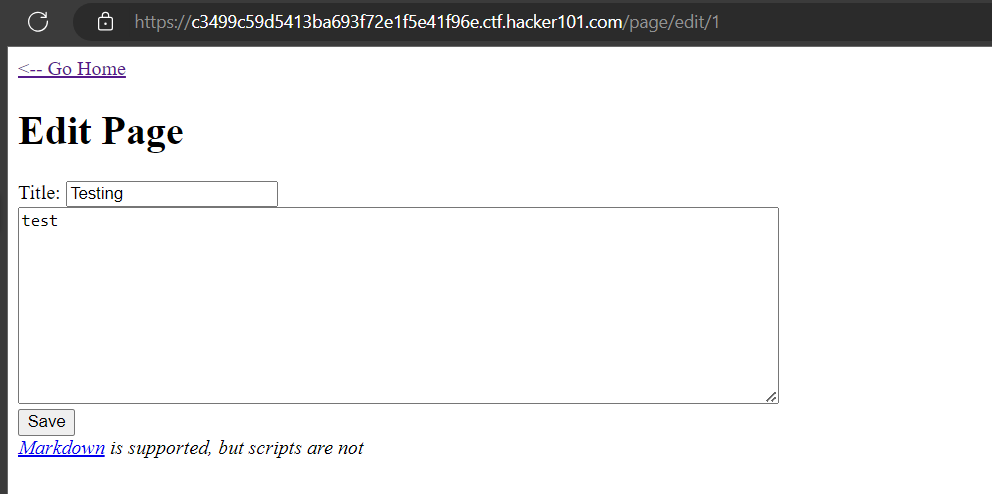 https://c3499c59d5413ba693f72e1f5e41f96e.ctf.hacker101.com/page/edit/1
<-- Go Home
Edit Page
Title: Testing
test
Save
Markdown is supported, but scripts are not